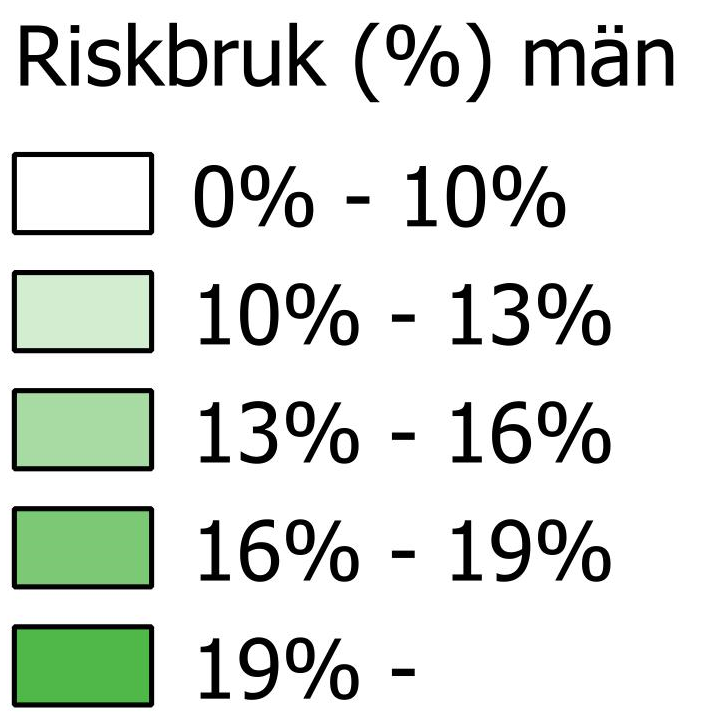 Riskbruk (%) män
0% - 10%
10% - 13%
13% - 16%
16% - 19%
19% -